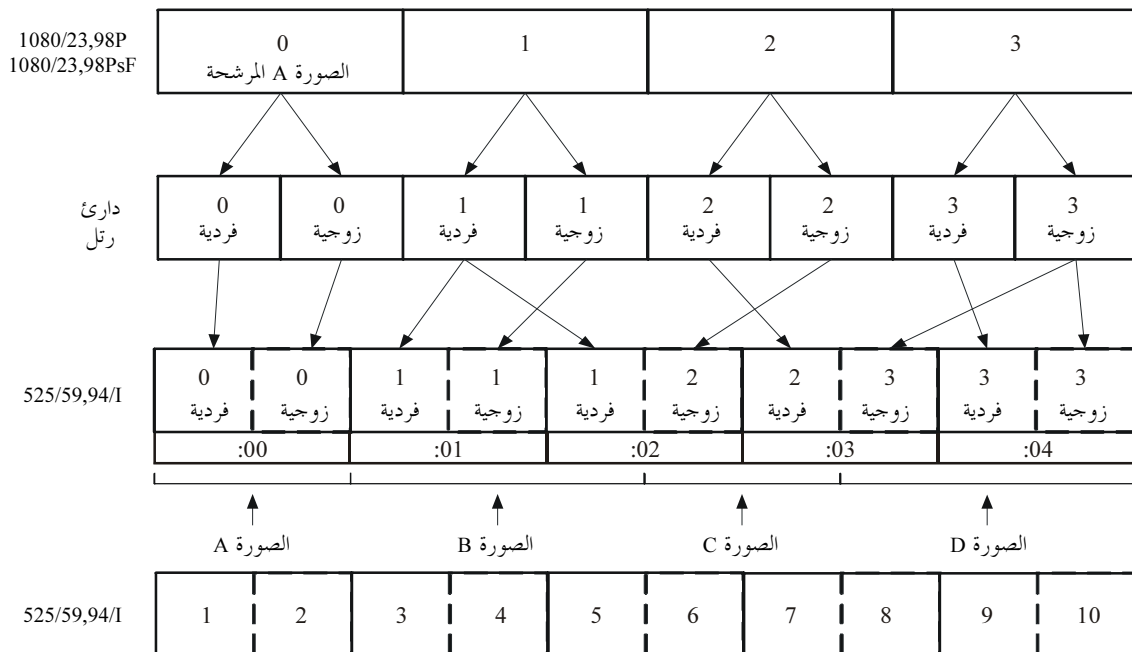 1080/23,98P
1080/23,98PsF
0 1 2 3
الصورة A المرشحة
دارئ
رتل
0 0 1 1 2 2 3 3
فردية زوجية فردية زوجية فردية زوجية فردية زوجية
525/59,94/I
0 0 1 1 1 2 2 3 3 3
فردية زوجية فردية زوجية فردية زوجية فردية زوجية فردية زوجية
:00 :01 :02 :03 :04
الصورة A الصورة B الصورة C الصورة D
525/59,94/I
1 2 3 4 5 6 7 8 9 10